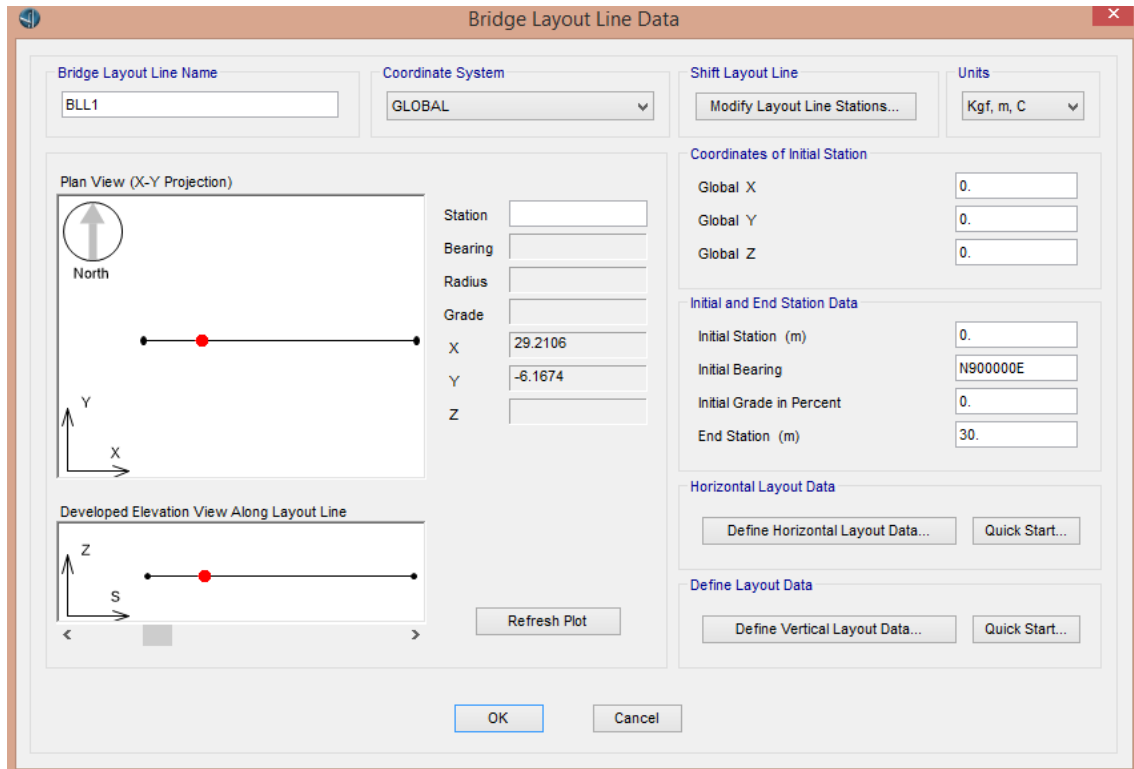 Bridge Layout Line Data
Bridge Layout Line Name
BLL1
Coordinate System
GLOBAL
Shift Layout Line
Modify Layout Line Stations...
Units
Kgf, m, C
Plan View (X-Y Projection)
North
Y
X
Station
Bearing
Radius
Grade
X 29.2106
Y -6.1674
Z
Coordinates of Initial Station
Global X 0.
Global Y 0.
Global Z 0.
Initial and End Station Data
Initial Station (m) 0.
Initial Bearing N900000E
Initial Grade in Percent 0.
End Station (m) 30.
Developed Elevation View Along Layout Line
Z
S
Refresh Plot
Horizontal Layout Data
Define Horizontal Layout Data... Quick Start...
Define Layout Data
Define Vertical Layout Data... Quick Start...
OK Cancel